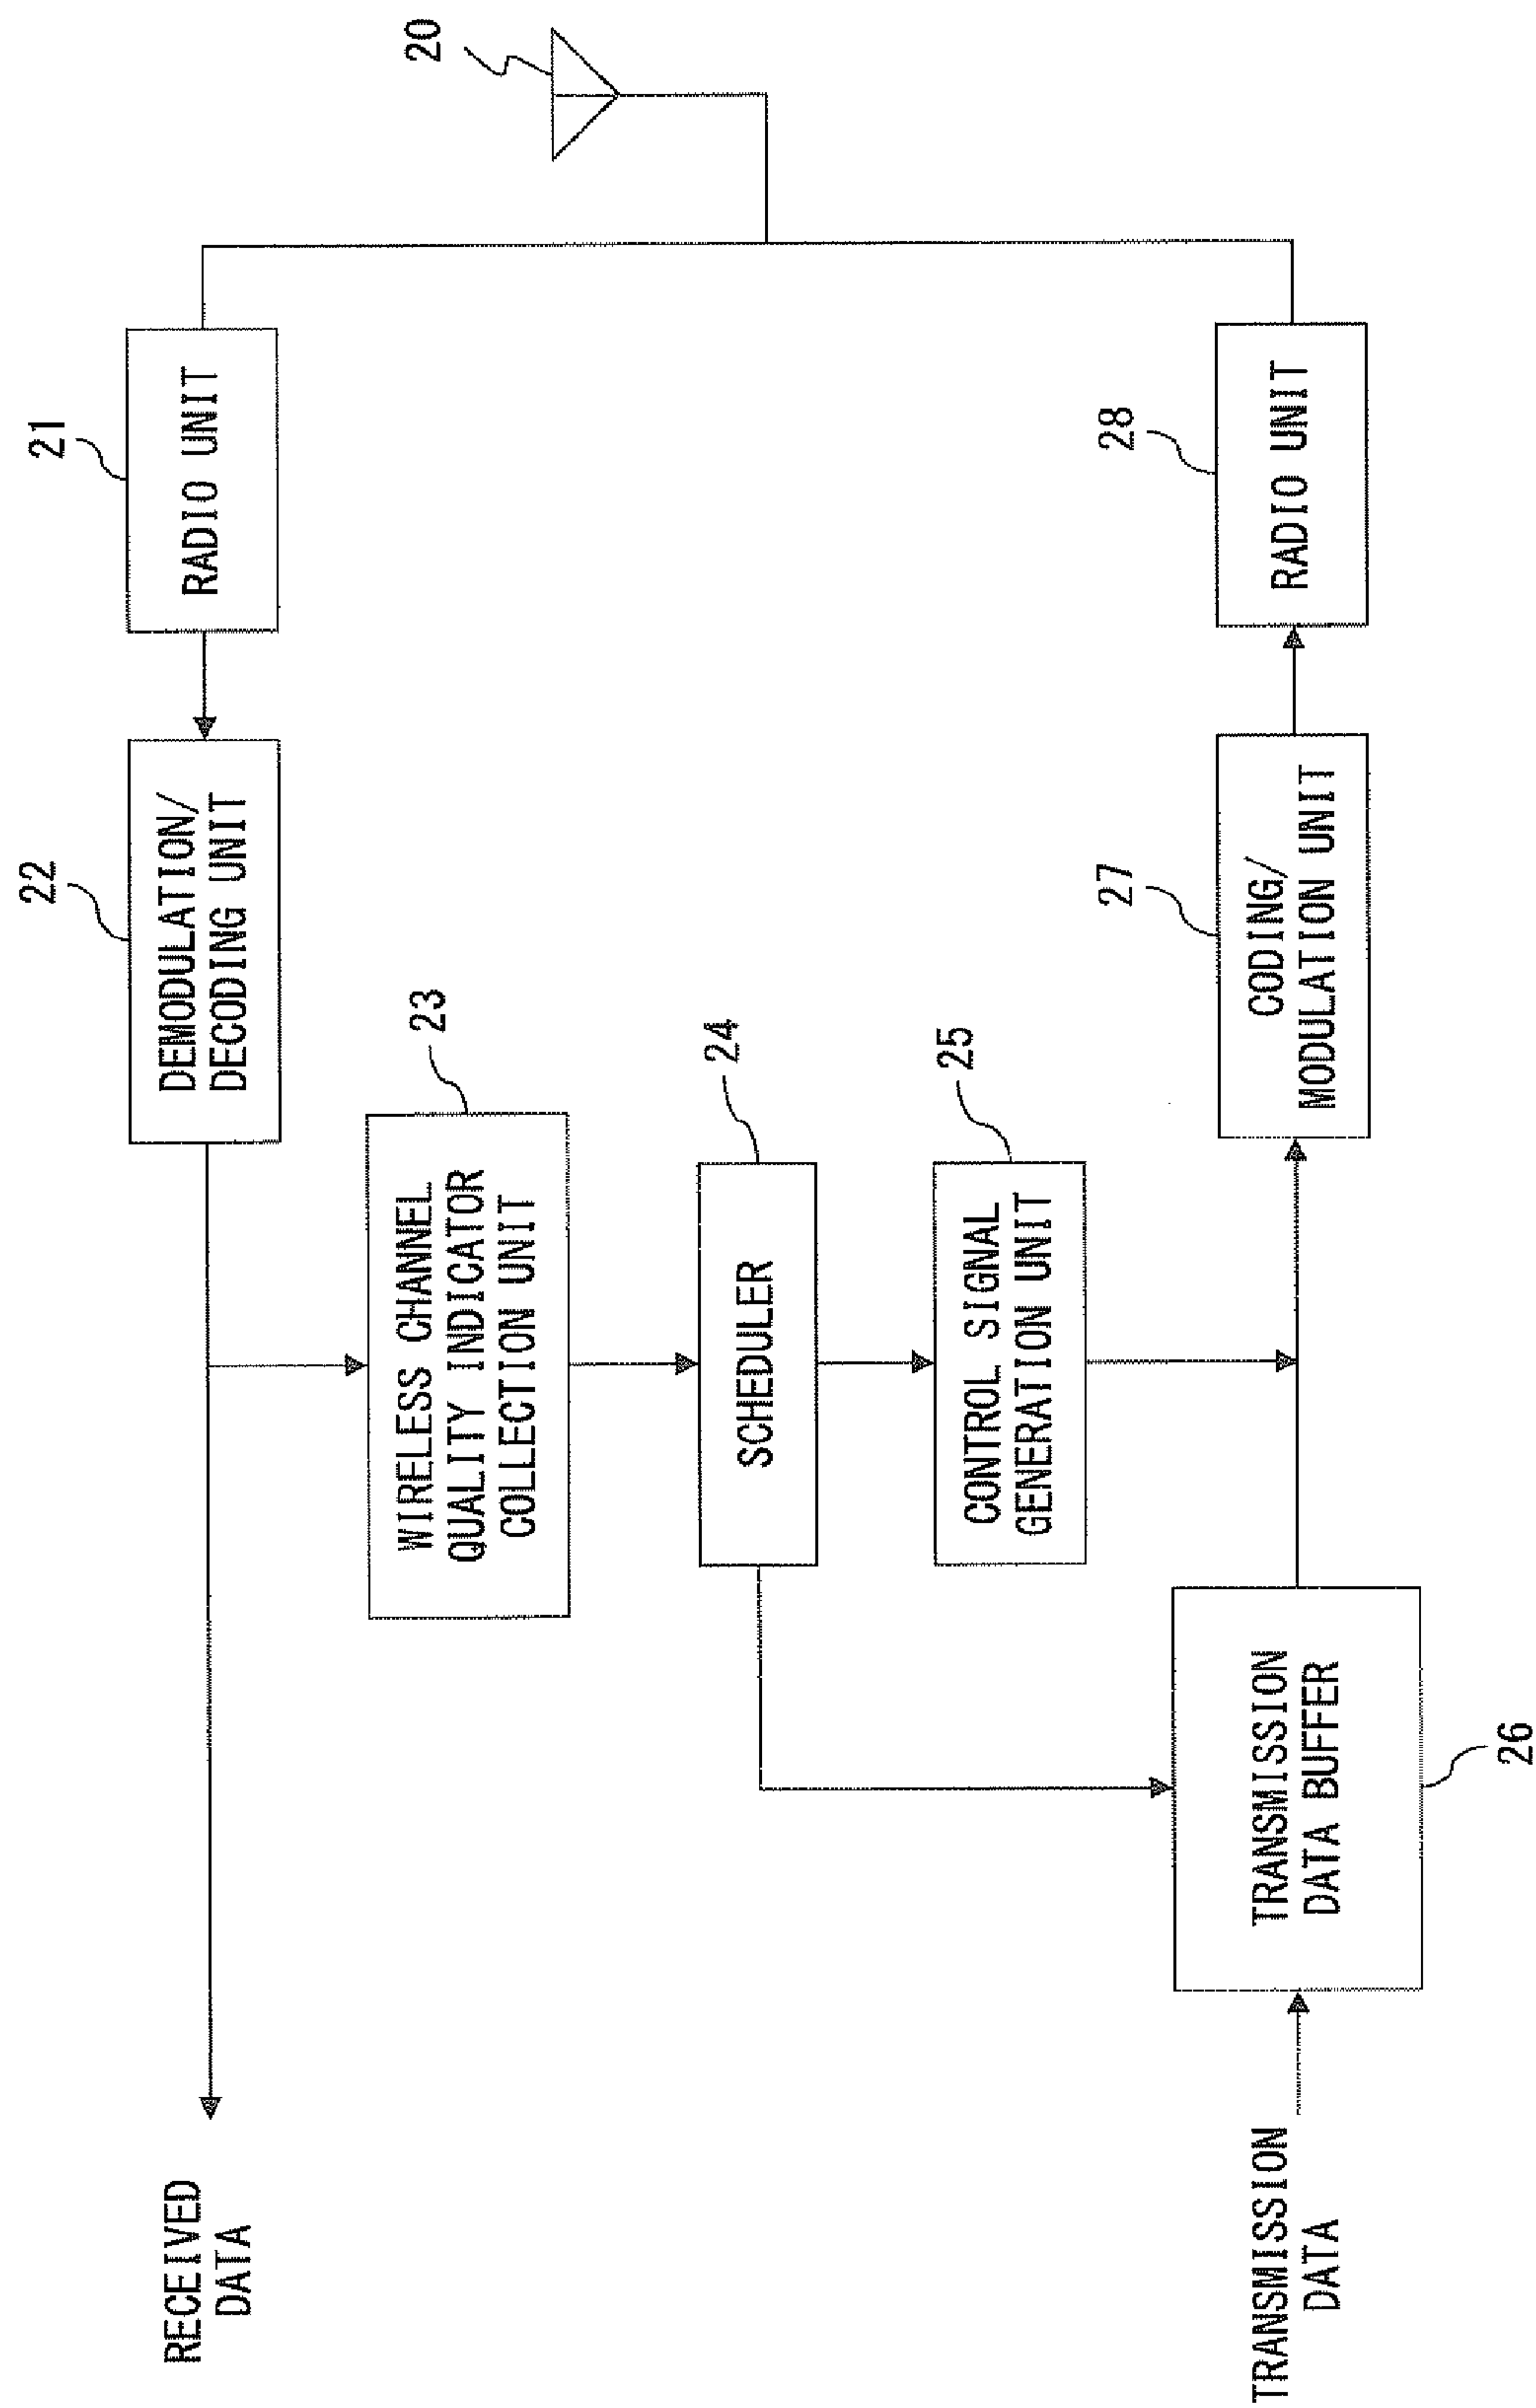 20
21
RADIO UNIT
22
DEMODULATION/
DECODING UNIT
RECEIVED
DATA
23
WIRELESS CHANNEL
QUALITY INDICATOR
COLLECTION UNIT
24
SCHEDULER
25
CONTROL SIGNAL
GENERATION UNIT
28
RADIO UNIT
27
CODING/
MODULATION UNIT
TRANSMISSION
DATA BUFFER
26
TRANSMISSION
DATA